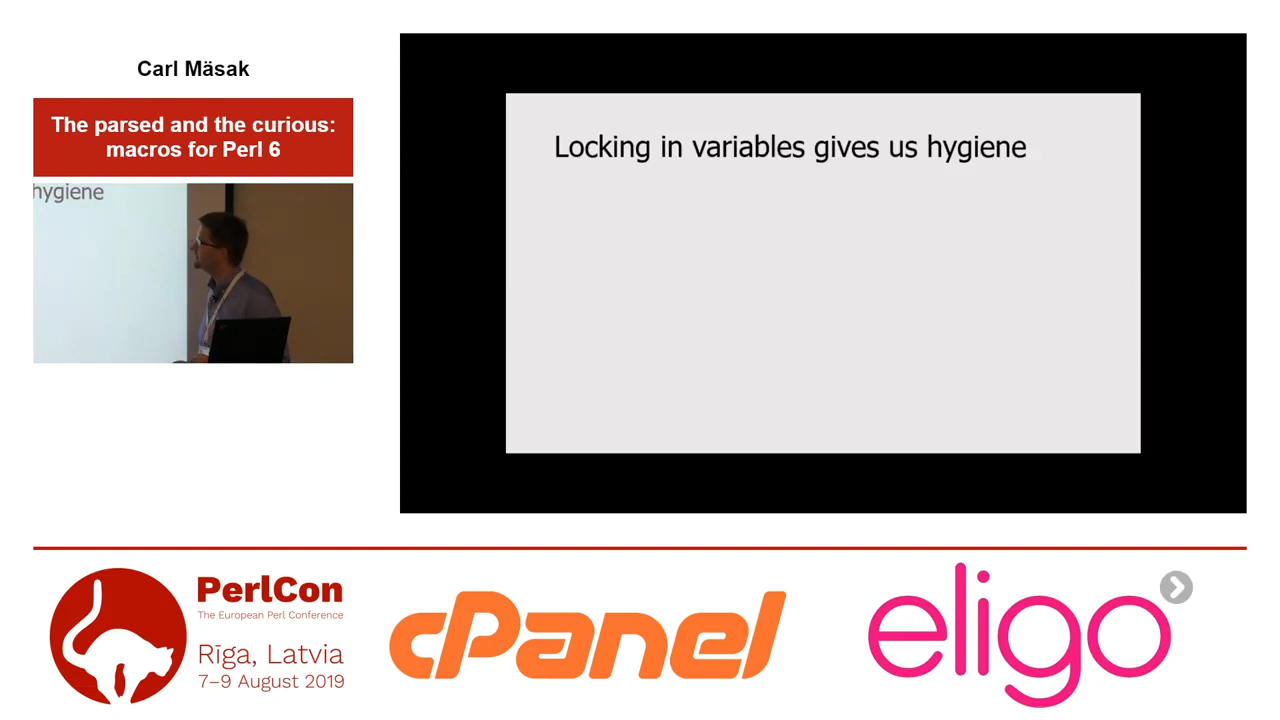 Carl Mäsak
The parsed and the curious:
macros for Perl 6
hygiene
Locking in variables gives us hygiene
PerlCon
The European Perl Conference
Rīga, Latvia
7–9 August 2019
cPanel
eligo